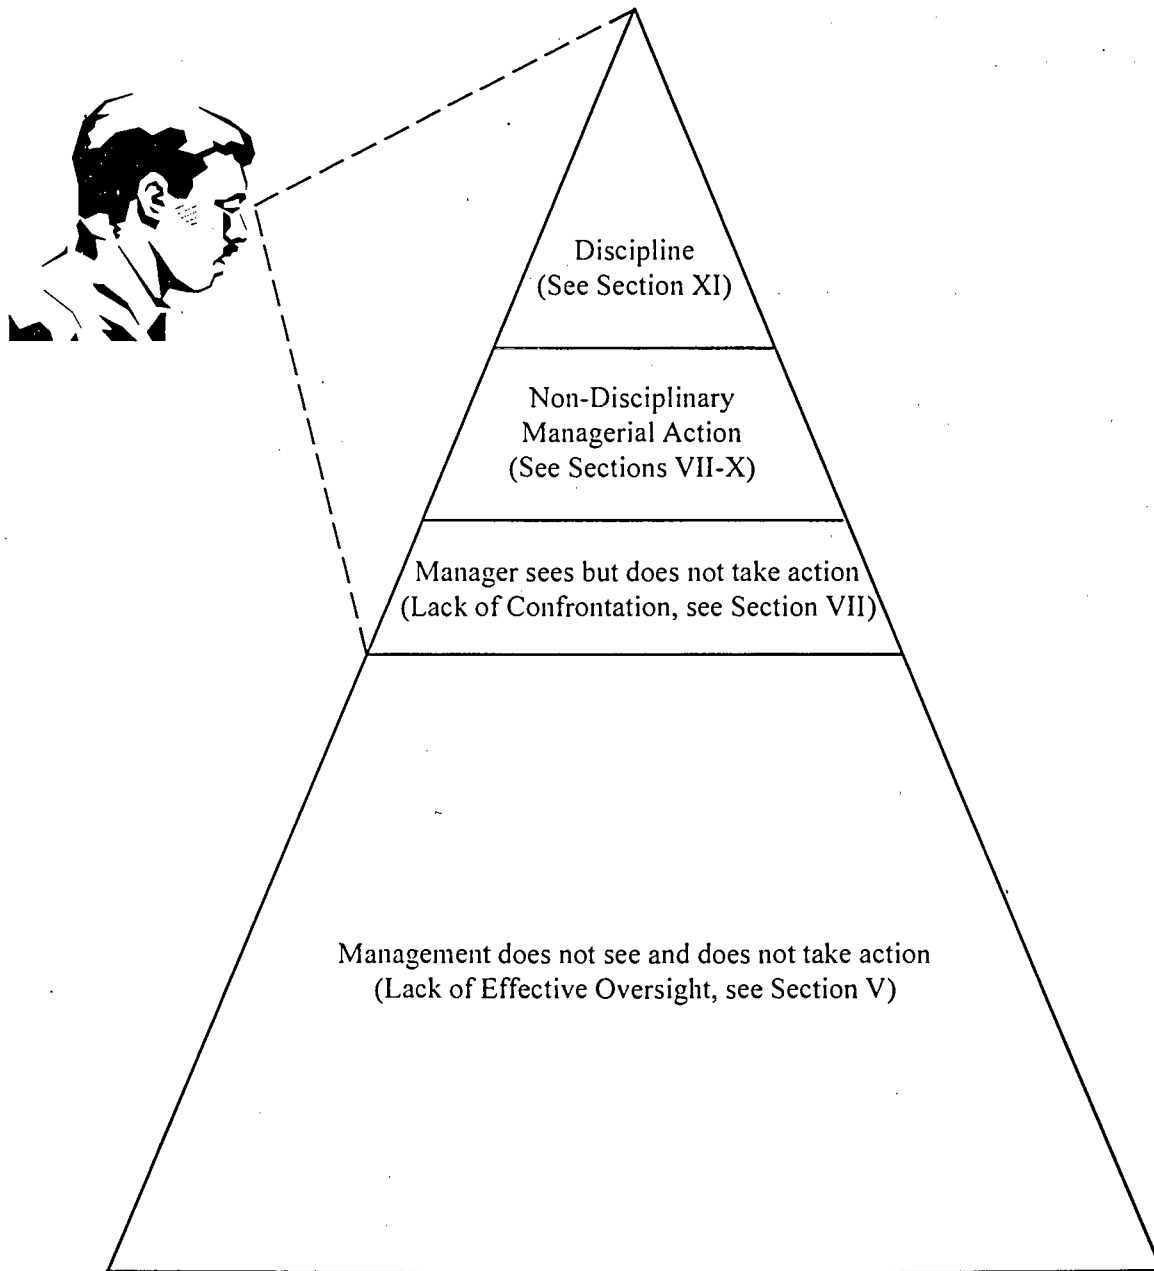 Discipline
(See Section XI)
Non-Disciplinary
Managerial Action
(See Sections VII-X)
Manager sees but does not take action
(Lack of Confrontation, see Section VII)
Management does not see and does not take action
(Lack of Effective Oversight, see Section V)